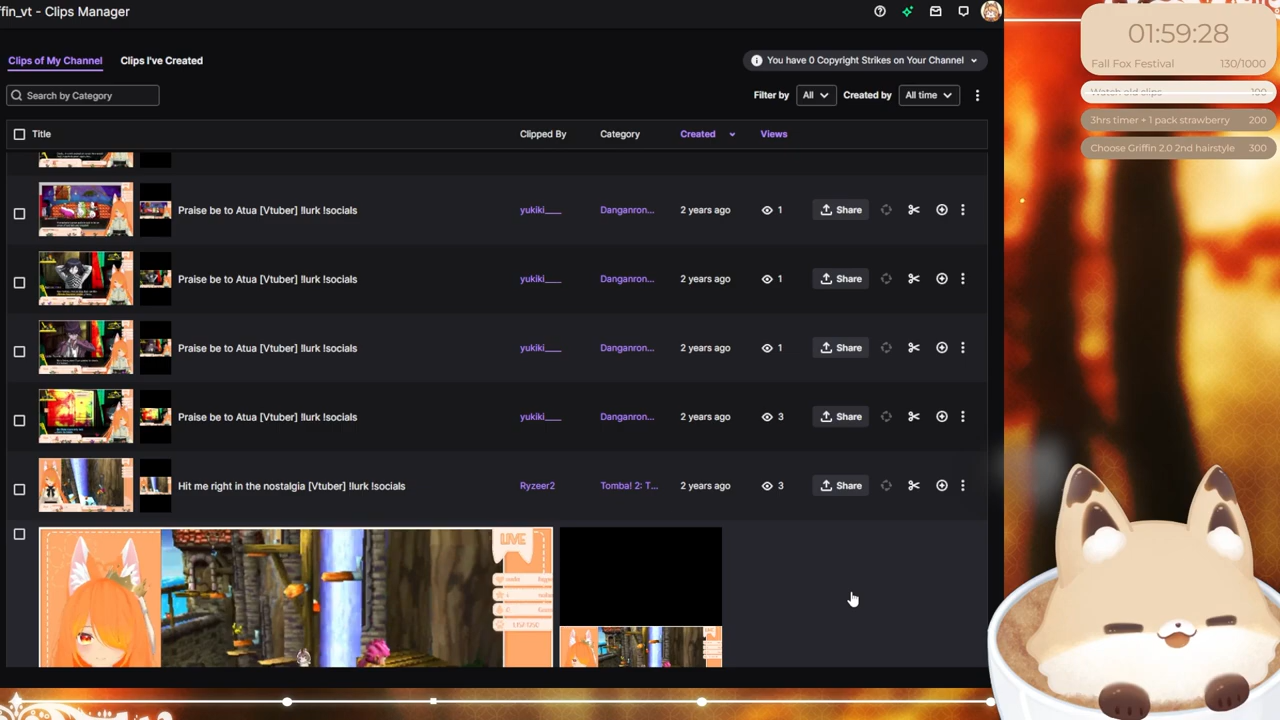 ffin_vt - Clips Manager
Clips of My Channel
Clips I've Created
You have 0 Copyright Strikes on Your Channel
Search by Category
Filter by
All
Created by
All time
Title
Clipped By
Category
Created
Views
Praise be to Atua [Vtuber] !lurk !socials
yukiki___
Danganron...
2 years ago
1
Share
Praise be to Atua [Vtuber] !lurk !socials
yukiki___
Danganron...
2 years ago
1
Share
Praise be to Atua [Vtuber] !lurk !socials
yukiki___
Danganron...
2 years ago
1
Share
Praise be to Atua [Vtuber] !lurk !socials
yukiki___
Danganron...
2 years ago
3
Share
Hit me right in the nostalgia [Vtuber] !lurk !socials
Ryzeer2
Tomba! 2: T...
2 years ago
3
Share
LIVE
01:59:28
Fall Fox Festival 130/1000
Watch old clips 100
3hrs timer + 1 pack strawberry 200
Choose Griffin 2.0 2nd hairstyle 300